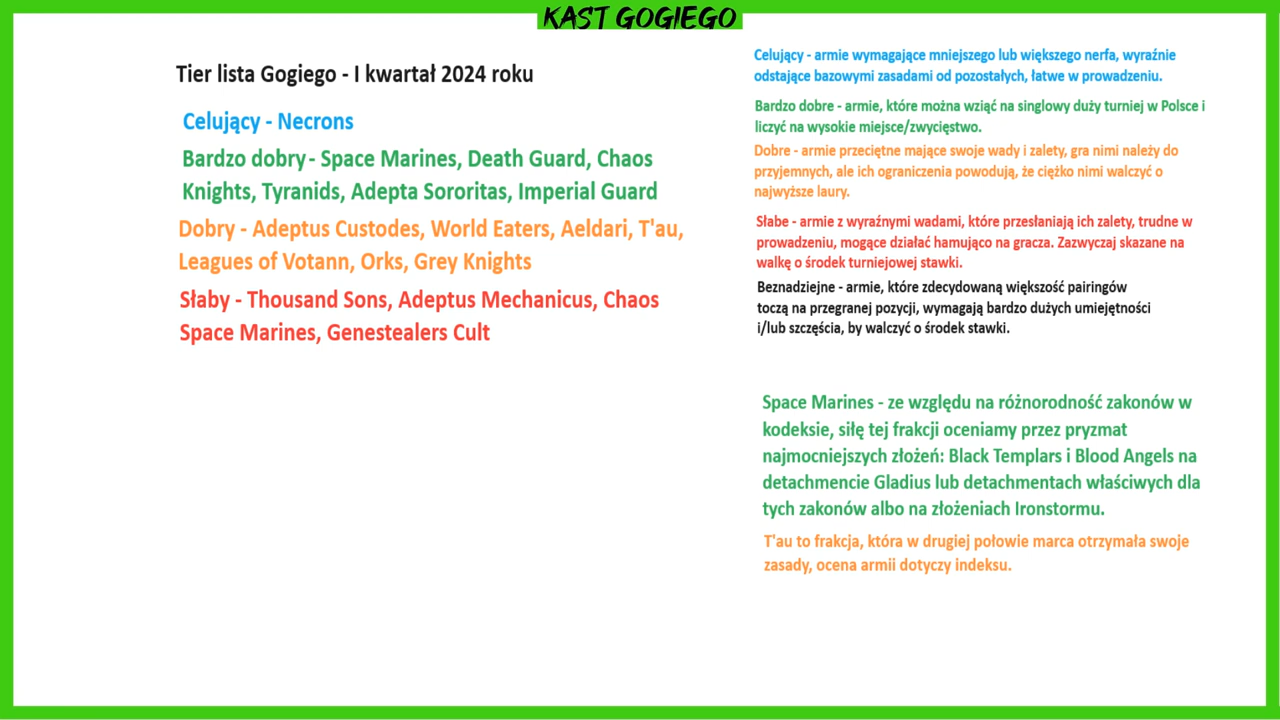 KAST GOGIEGO
Tier lista Gogiego - I kwartał 2024 roku
Celujący - Necrons
Bardzo dobry - Space Marines, Death Guard, Chaos
Knights, Tyranids, Adepta Sororitas, Imperial Guard
Dobry - Adeptus Custodes, World Eaters, Aeldari, T'au,
Leagues of Votann, Orks, Grey Knights
Słaby - Thousand Sons, Adeptus Mechanicus, Chaos
Space Marines, Genestealers Cult
Celujący - armie wymagające mniejszego lub większego nerfa, wyraźnie
odstające bazowymi zasadami od pozostałych, łatwe w prowadzeniu.
Bardzo dobre - armie, które można wziąć na singlowy duży turniej w Polsce i
liczyć na wysokie miejsce/zwycięstwo.
Dobre - armie przeciętne mające swoje wady i zalety, gra nimi należy do
przyjemnych, ale ich ograniczenia powodują, że ciężko nimi walczyć o
najwyższe laury.
Słabe - armie z wyraźnymi wadami, które przesłaniają ich zalety, trudne w
prowadzeniu, mogące działać hamująco na gracza. Zazwyczaj skazane na
walkę o środek turniejowej stawki.
Beznadziejne - armie, które zdecydowaną większość pairingów
toczą na przegranej pozycji, wymagają bardzo dużych umiejętności
i/lub szczęścia, by walczyć o środek stawki.
Space Marines - ze względu na różnorodność zakonów w
kodeksie, siłę tej frakcji oceniamy przez pryzmat
najmocniejszych złożeń: Black Templars i Blood Angels na
detachmencie Gladius lub detachmentach właściwych dla
tych zakonów albo na złożeniach Ironstormu.
T'au to frakcja, która w drugiej połowie marca otrzymała swoje
zasady, ocena armii dotyczy indeksu.